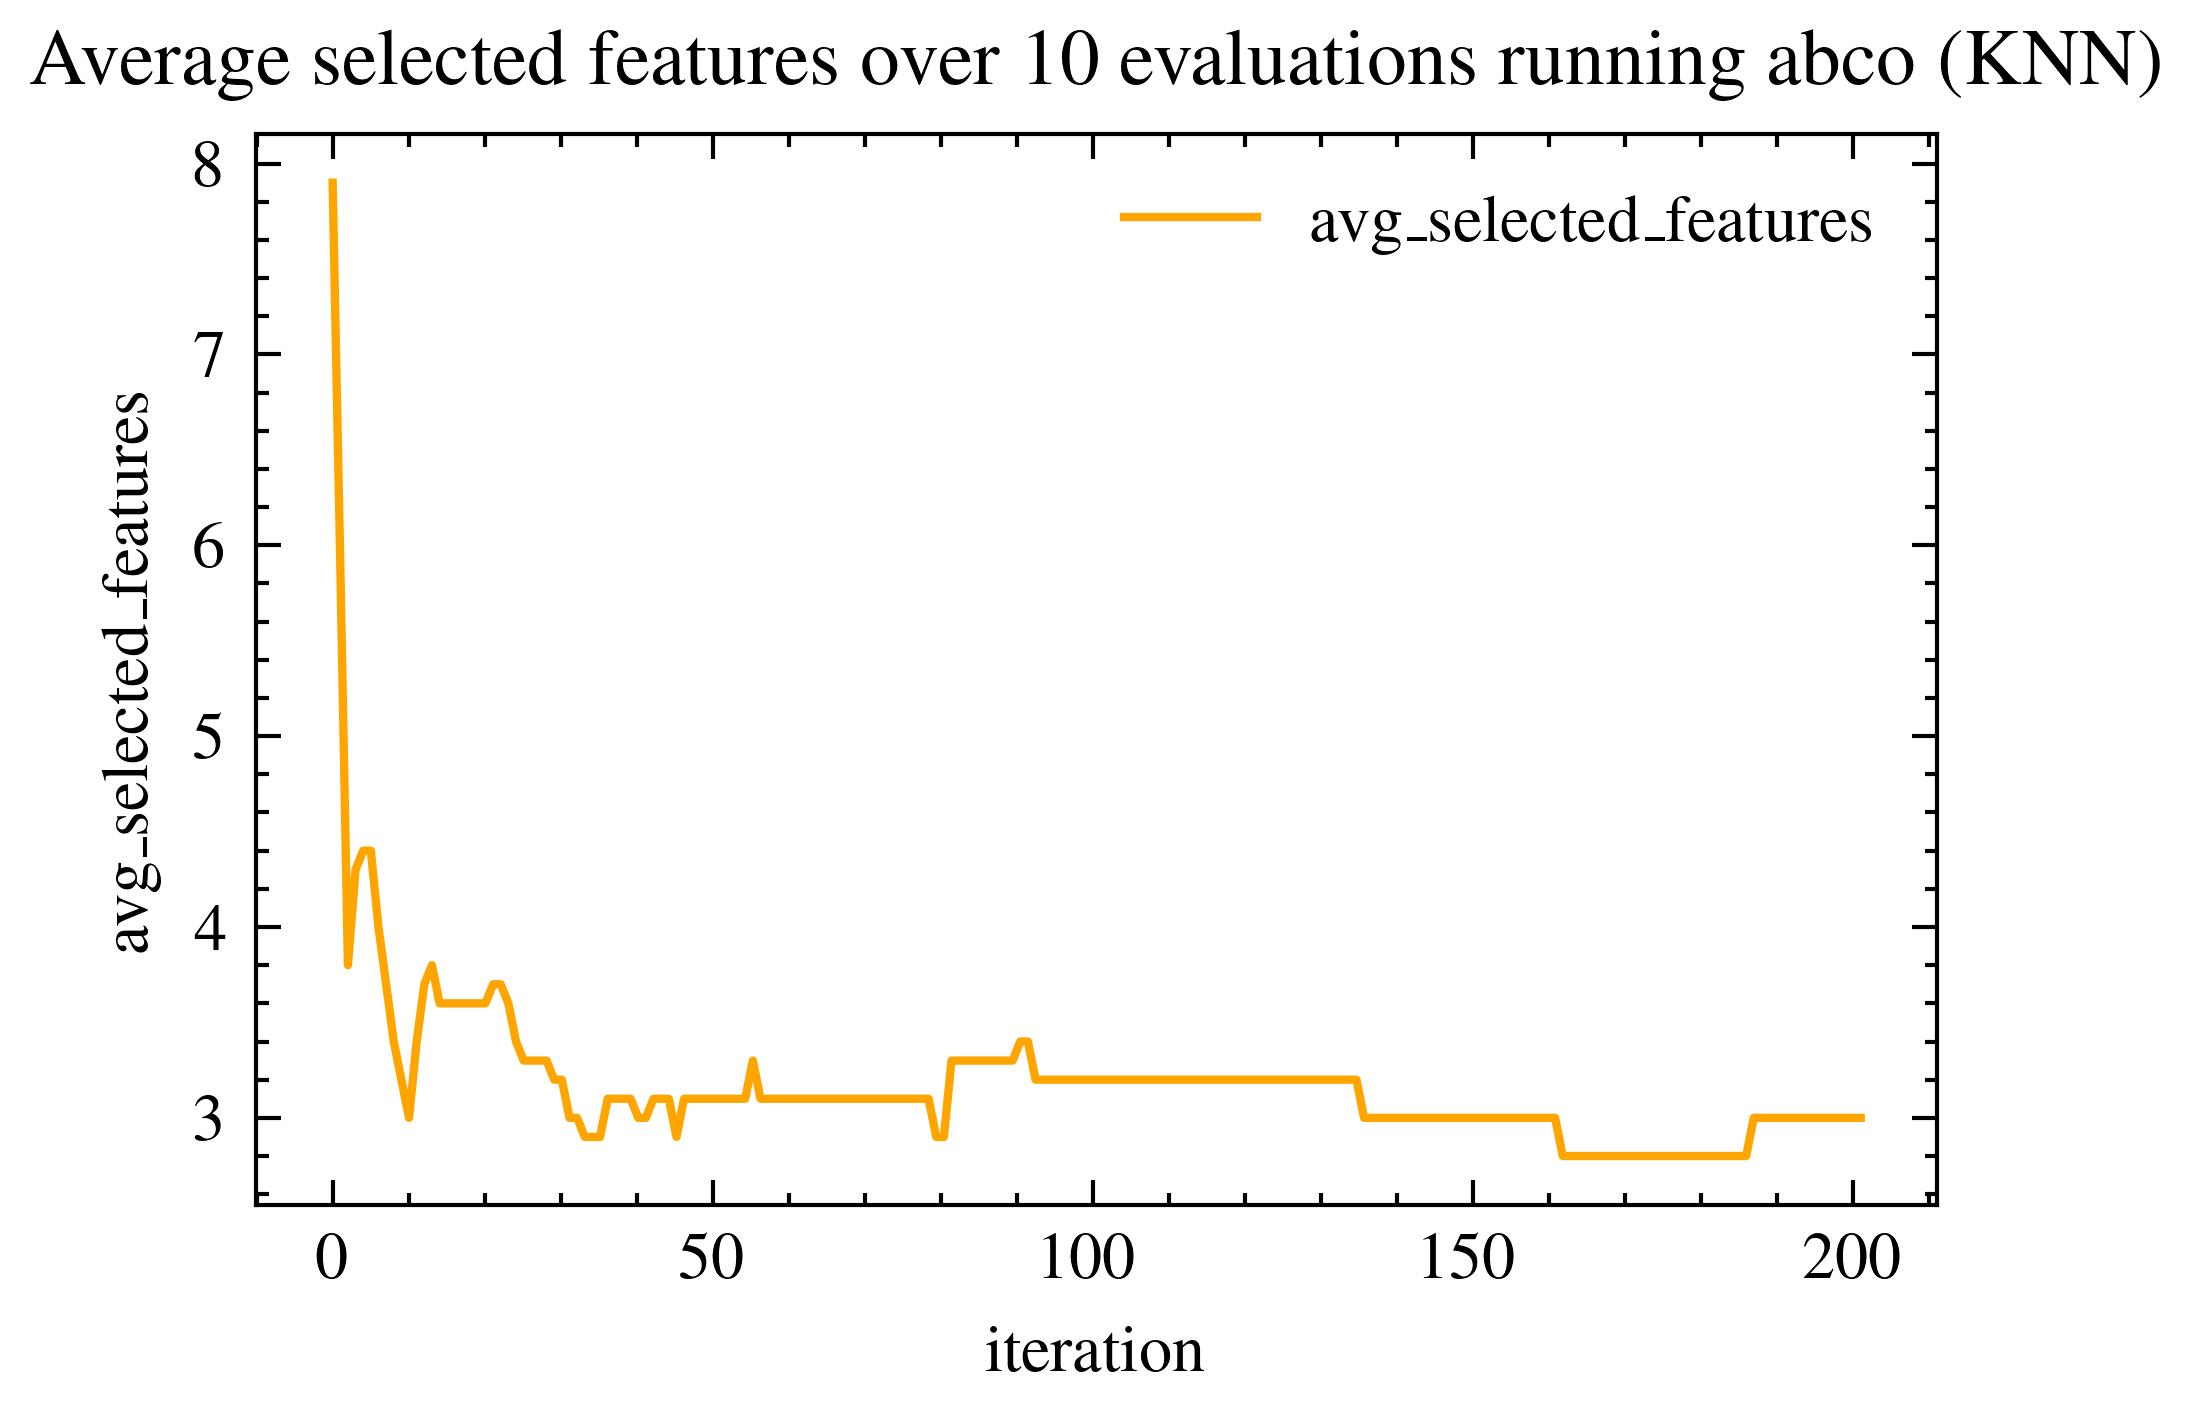 Average selected features over 10 evaluations running abco (KNN)
avg_selected_features
avg_selected_features
8
7
6
5
4
3
0 50 100 150 200
iteration